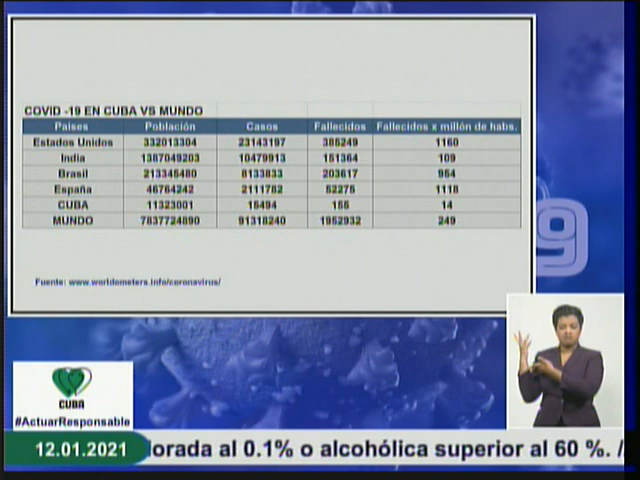 COVID -19 EN CUBA VS MUNDO
Paises Población Casos Fallecidos Fallecidos x millón de habs.
Estados Unidos 332013304 23143197 385249 1160
India 1387049203 10479913 151364 109
Brasil 213345480 8133833 203617 954
España 46764242 2111782 52275 1118
CUBA 11323001 15494 155 14
MUNDO 7837724890 91318240 1952932 249
Fuente: www.worldometers.info/coronavirus/
9
CUBA
#ActuarResponsable
12.01.2021 lorada al 0.1% o alcohólica superior al 60 %. /